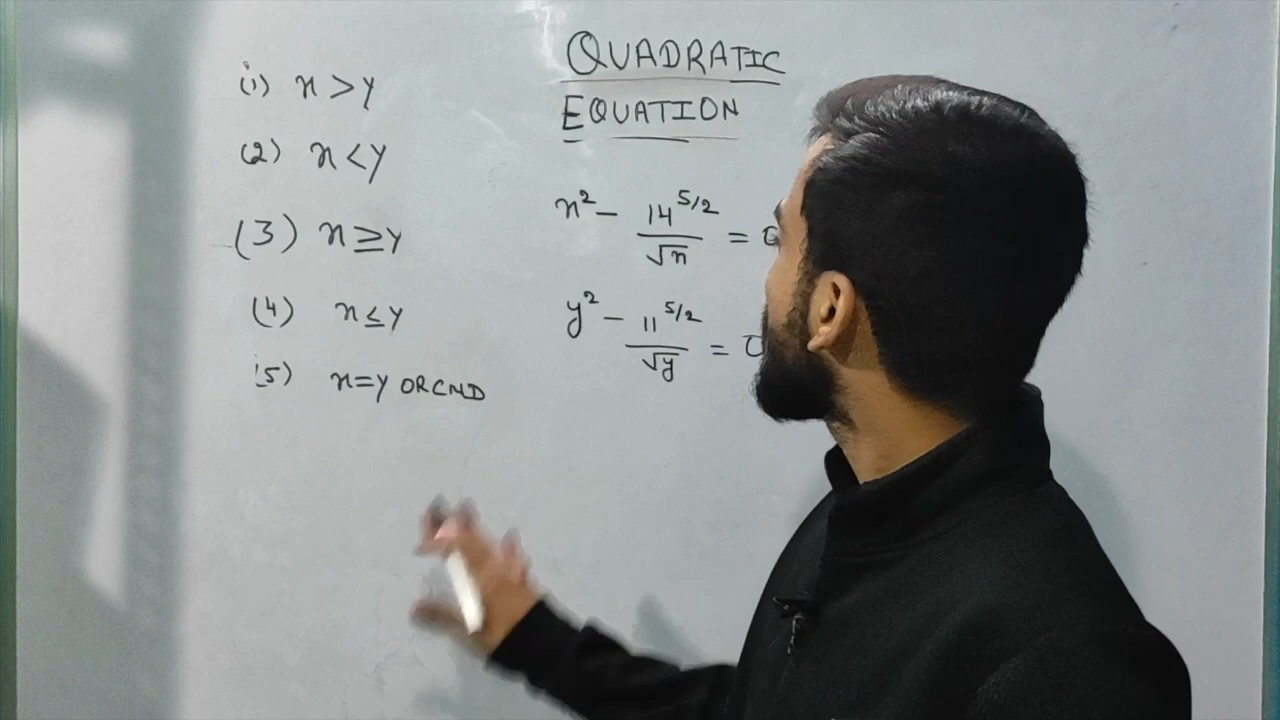 QUADRATIC
EQUATION
(1) x > y
(2) x < y
(3) x ≥ y
(4) x ≤ y
(5) x = y OR CND
x² - 14^5/2 / √x = 0
y² - 11^5/2 / √y = 0